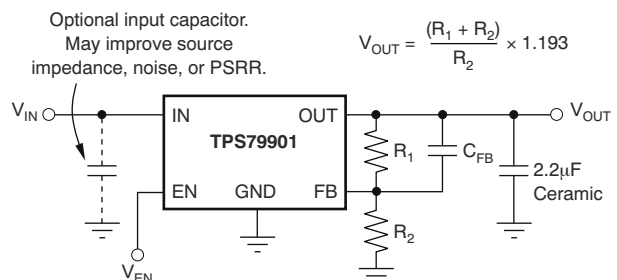 Optional input capacitor.
May improve source
impedance, noise, or PSRR.
V_OUT = (R_1 + R_2) / R_2 × 1.193
V_IN
IN
OUT
V_OUT
TPS79901
R_1
C_FB
2.2μF
Ceramic
EN
GND
FB
R_2
V_EN